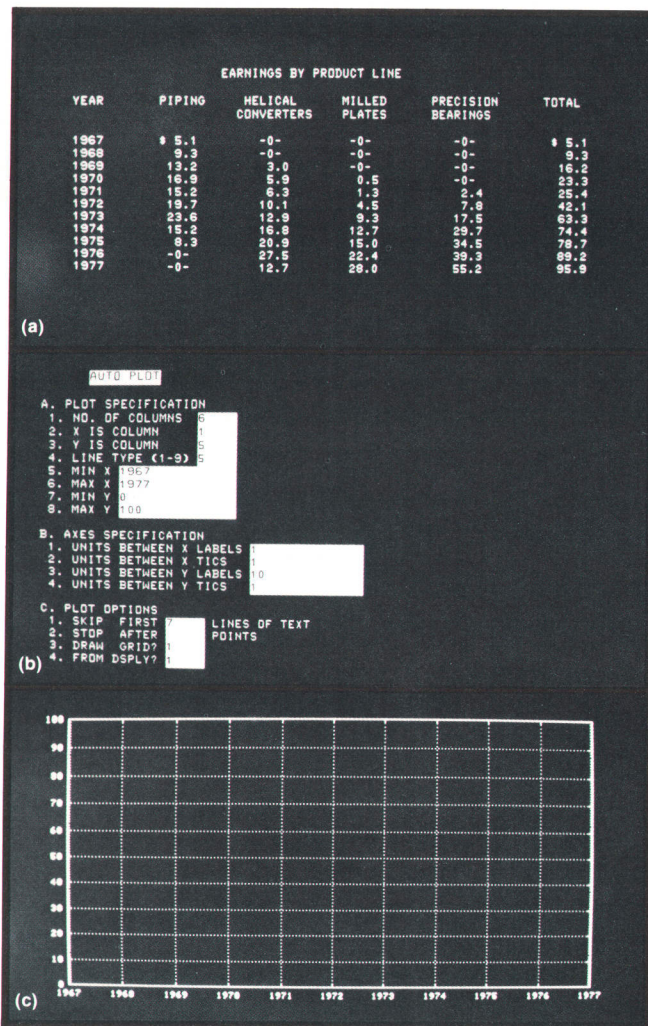 EARNINGS BY PRODUCT LINE
YEAR PIPING HELICAL CONVERTERS MILLED PLATES PRECISION BEARINGS TOTAL
1967 $ 5.1 -0- -0- -0- $ 5.1
1968 9.3 -0- -0- -0- 9.3
1969 13.2 3.0 -0- -0- 16.2
1970 16.9 5.9 0.5 -0- 23.3
1971 15.2 6.3 1.3 2.4 25.4
1972 19.7 10.1 4.5 7.8 42.1
1973 23.6 12.9 9.3 17.5 63.3
1974 15.2 16.8 12.7 29.7 74.4
1975 8.3 20.9 15.0 34.5 78.7
1976 -0- 27.5 22.4 39.3 89.2
1977 -0- 12.7 28.0 55.2 95.9
(a)
AUTO PLOT
A. PLOT SPECIFICATION
1. NO. OF COLUMNS 6
2. X IS COLUMN 1
3. Y IS COLUMN 5
4. LINE TYPE (1-9) 5
5. MIN X 1967
6. MAX X 1977
7. MIN Y 0
8. MAX Y 100
B. AXES SPECIFICATION
1. UNITS BETWEEN X LABELS 1
2. UNITS BETWEEN X TICS 1
3. UNITS BETWEEN Y LABELS 10
4. UNITS BETWEEN Y TICS 1
C. PLOT OPTIONS
1. SKIP FIRST 7 LINES OF TEXT
2. STOP AFTER POINTS
3. DRAW GRID? 1
4. FROM DSPLY? 1
(b)
100
90
80
70
60
50
40
30
20
10
0
1967 1968 1969 1970 1971 1972 1973 1974 1975 1976 1977
(c)